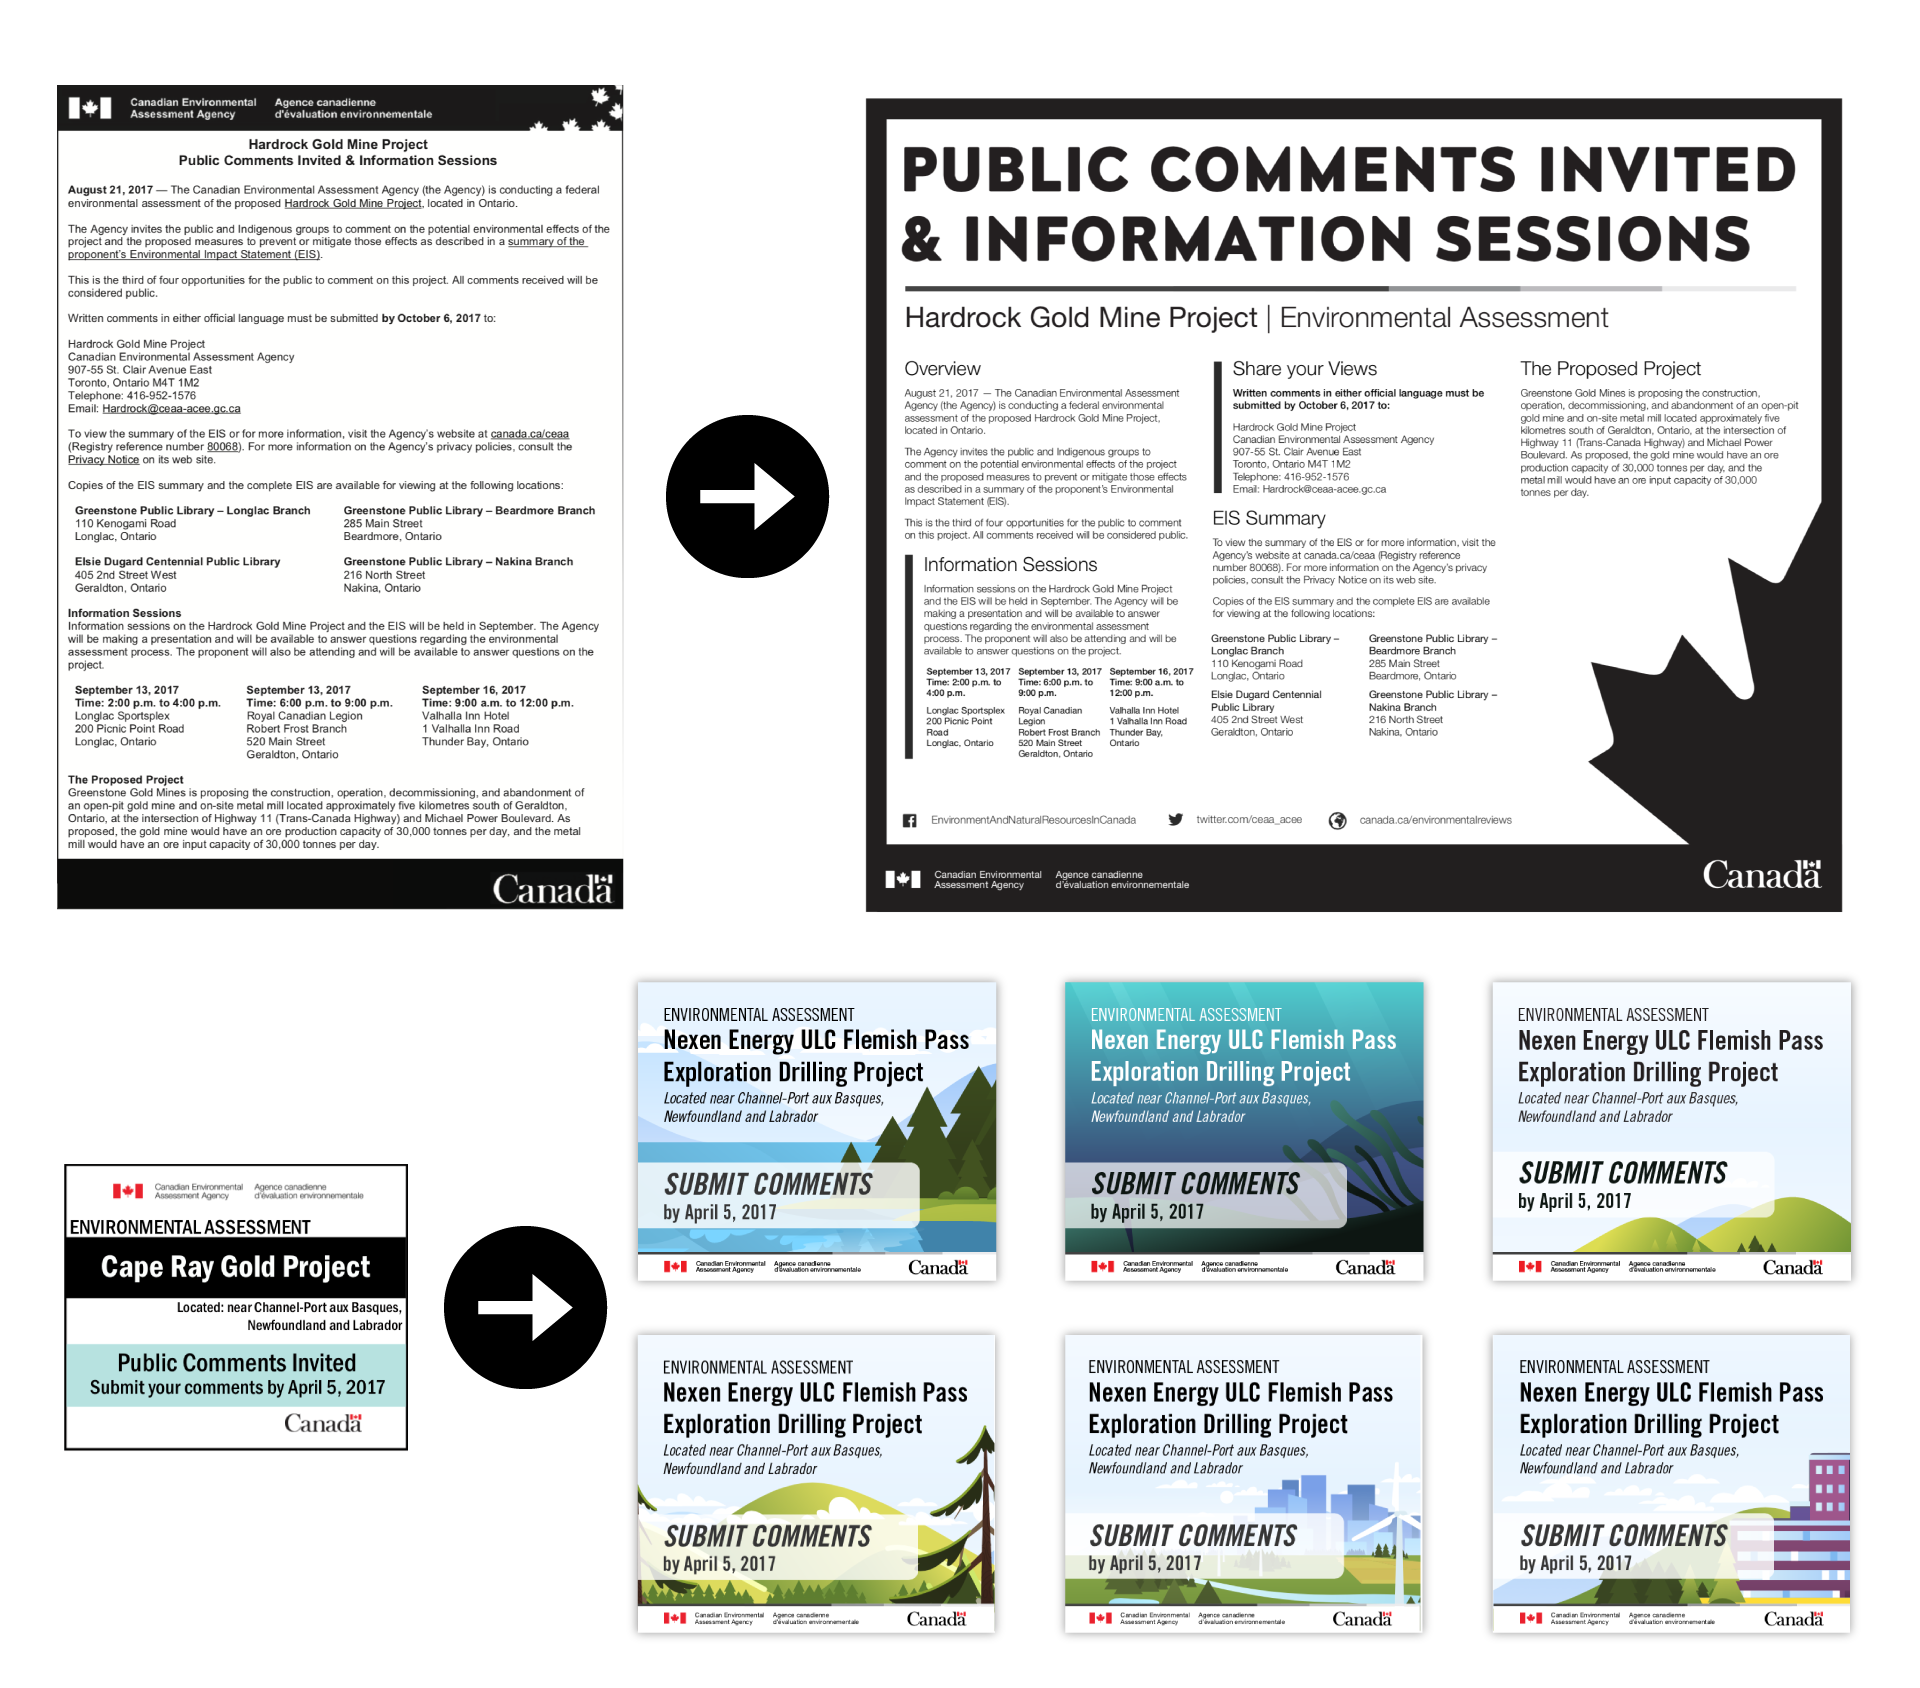 Canadian Environmental
Assessment Agency
Agence canadienne
d'évaluation environnementale
Hardrock Gold Mine Project
Public Comments Invited & Information Sessions
August 21, 2017 — The Canadian Environmental Assessment Agency (the Agency) is conducting a federal
environmental assessment of the proposed Hardrock Gold Mine Project, located in Ontario.
The Agency invites the public and Indigenous groups to comment on the potential environmental effects of the
project and the proposed measures to prevent or mitigate those effects as described in a summary of the
proponent's Environmental Impact Statement (EIS).
This is the third of four opportunities for the public to comment on this project. All comments received will be
considered public.
Written comments in either official language must be submitted by October 6, 2017 to:
Hardrock Gold Mine Project
Canadian Environmental Assessment Agency
907-55 St. Clair Avenue East
Toronto, Ontario M4T 1M2
Telephone: 416-952-1576
Email: Hardrock@ceaa-acee.gc.ca
To view the summary of the EIS or for more information, visit the Agency's website at canada.ca/ceaa
(Registry reference number 80068). For more information on the Agency's privacy policies, consult the
Privacy Notice on its web site.
Copies of the EIS summary and the complete EIS are available for viewing at the following locations:
Greenstone Public Library – Longlac Branch
110 Kenogami Road
Longlac, Ontario
Greenstone Public Library – Beardmore Branch
285 Main Street
Beardmore, Ontario
Elsie Dugard Centennial Public Library
405 2nd Street West
Geraldton, Ontario
Greenstone Public Library – Nakina Branch
216 North Street
Nakina, Ontario
Information Sessions
Information sessions on the Hardrock Gold Mine Project and the EIS will be held in September. The Agency
will be making a presentation and will be available to answer questions regarding the environmental
assessment process. The proponent will also be attending and will be available to answer questions on the
project.
September 13, 2017
Time: 2:00 p.m. to 4:00 p.m.
Longlac Sportsplex
200 Picnic Point Road
Longlac, Ontario
September 13, 2017
Time: 6:00 p.m. to 9:00 p.m.
Royal Canadian Legion
Robert Frost Branch
520 Main Street
Geraldton, Ontario
September 16, 2017
Time: 9:00 a.m. to 12:00 p.m.
Valhalla Inn Hotel
1 Valhalla Inn Road
Thunder Bay, Ontario
The Proposed Project
Greenstone Gold Mines is proposing the construction, operation, decommissioning, and abandonment of
an open-pit gold mine and on-site metal mill located approximately five kilometres south of Geraldton,
Ontario, at the intersection of Highway 11 (Trans-Canada Highway) and Michael Power Boulevard. As
proposed, the gold mine would have an ore production capacity of 30,000 tonnes per day, and the metal
mill would have an ore input capacity of 30,000 tonnes per day.
Canada
PUBLIC COMMENTS INVITED
& INFORMATION SESSIONS
Hardrock Gold Mine Project | Environmental Assessment
Overview
August 21, 2017 — The Canadian Environmental Assessment
Agency (the Agency) is conducting a federal environmental
assessment of the proposed Hardrock Gold Mine Project,
located in Ontario.
The Agency invites the public and Indigenous groups to
comment on the potential environmental effects of the project
and the proposed measures to prevent or mitigate those effects
as described in a summary of the proponent's Environmental
Impact Statement (EIS).
This is the third of four opportunities for the public to comment
on this project. All comments received will be considered public.
Information Sessions
Information sessions on the Hardrock Gold Mine Project
and the EIS will be held in September. The Agency will be
making a presentation and will be available to answer
questions regarding the environmental assessment
process. The proponent will also be attending and will be
available to answer questions on the project.
September 13, 2017
Time: 2:00 p.m. to
4:00 p.m.
Longlac Sportsplex
200 Picnic Point
Road
Longlac, Ontario
September 13, 2017
Time: 6:00 p.m. to
9:00 p.m.
Royal Canadian
Legion
Robert Frost Branch
520 Main Street
Geraldton, Ontario
September 16, 2017
Time: 9:00 a.m. to
12:00 p.m.
Valhalla Inn Hotel
1 Valhalla Inn Road
Thunder Bay,
Ontario
Share your Views
Written comments in either official language must be
submitted by October 6, 2017 to:
Hardrock Gold Mine Project
Canadian Environmental Assessment Agency
907-55 St. Clair Avenue East
Toronto, Ontario M4T 1M2
Telephone: 416-952-1576
Email: Hardrock@ceaa-acee.gc.ca
EIS Summary
To view the summary of the EIS or for more information, visit the
Agency's website at canada.ca/ceaa (Registry reference
number 80068). For more information on the Agency's privacy
policies, consult the Privacy Notice on its web site.
Copies of the EIS summary and the complete EIS are available
for viewing at the following locations:
Greenstone Public Library –
Longlac Branch
110 Kenogami Road
Longlac, Ontario
Greenstone Public Library –
Beardmore Branch
285 Main Street
Beardmore, Ontario
Elsie Dugard Centennial
Public Library
405 2nd Street West
Geraldton, Ontario
Greenstone Public Library –
Nakina Branch
216 North Street
Nakina, Ontario
The Proposed Project
Greenstone Gold Mines is proposing the construction,
operation, decommissioning, and abandonment of an open-pit
gold mine and on-site metal mill located approximately five
kilometres south of Geraldton, Ontario, at the intersection of
Highway 11 (Trans-Canada Highway) and Michael Power
Boulevard. As proposed, the gold mine would have an ore
production capacity of 30,000 tonnes per day, and the
metal mill would have an ore input capacity of 30,000
tonnes per day.
EnvironmentAndNaturalResourcesInCanada
twitter.com/ceaa_acee
canada.ca/environmentalreviews
Canadian Environmental
Assessment Agency
Agence canadienne
d'évaluation environnementale
Canada
Canadian Environmental
Assessment Agency
Agence canadienne
d'évaluation environnementale
ENVIRONMENTAL ASSESSMENT
Cape Ray Gold Project
Located: near Channel-Port aux Basques,
Newfoundland and Labrador
Public Comments Invited
Submit your comments by April 5, 2017
Canada
ENVIRONMENTAL ASSESSMENT
Nexen Energy ULC Flemish Pass
Exploration Drilling Project
Located near Channel-Port aux Basques,
Newfoundland and Labrador
SUBMIT COMMENTS
by April 5, 2017
Canadian Environmental
Assessment Agency
Agence canadienne
d'évaluation environnementale
Canada
ENVIRONMENTAL ASSESSMENT
Nexen Energy ULC Flemish Pass
Exploration Drilling Project
Located near Channel-Port aux Basques,
Newfoundland and Labrador
SUBMIT COMMENTS
by April 5, 2017
Canadian Environmental
Assessment Agency
Agence canadienne
d'évaluation environnementale
Canada
ENVIRONMENTAL ASSESSMENT
Nexen Energy ULC Flemish Pass
Exploration Drilling Project
Located near Channel-Port aux Basques,
Newfoundland and Labrador
SUBMIT COMMENTS
by April 5, 2017
Canadian Environmental
Assessment Agency
Agence canadienne
d'évaluation environnementale
Canada
ENVIRONMENTAL ASSESSMENT
Nexen Energy ULC Flemish Pass
Exploration Drilling Project
Located near Channel-Port aux Basques,
Newfoundland and Labrador
SUBMIT COMMENTS
by April 5, 2017
Canadian Environmental
Assessment Agency
Agence canadienne
d'évaluation environnementale
Canada
ENVIRONMENTAL ASSESSMENT
Nexen Energy ULC Flemish Pass
Exploration Drilling Project
Located near Channel-Port aux Basques,
Newfoundland and Labrador
SUBMIT COMMENTS
by April 5, 2017
Canadian Environmental
Assessment Agency
Agence canadienne
d'évaluation environnementale
Canada
ENVIRONMENTAL ASSESSMENT
Nexen Energy ULC Flemish Pass
Exploration Drilling Project
Located near Channel-Port aux Basques,
Newfoundland and Labrador
SUBMIT COMMENTS
by April 5, 2017
Canadian Environmental
Assessment Agency
Agence canadienne
d'évaluation environnementale
Canada